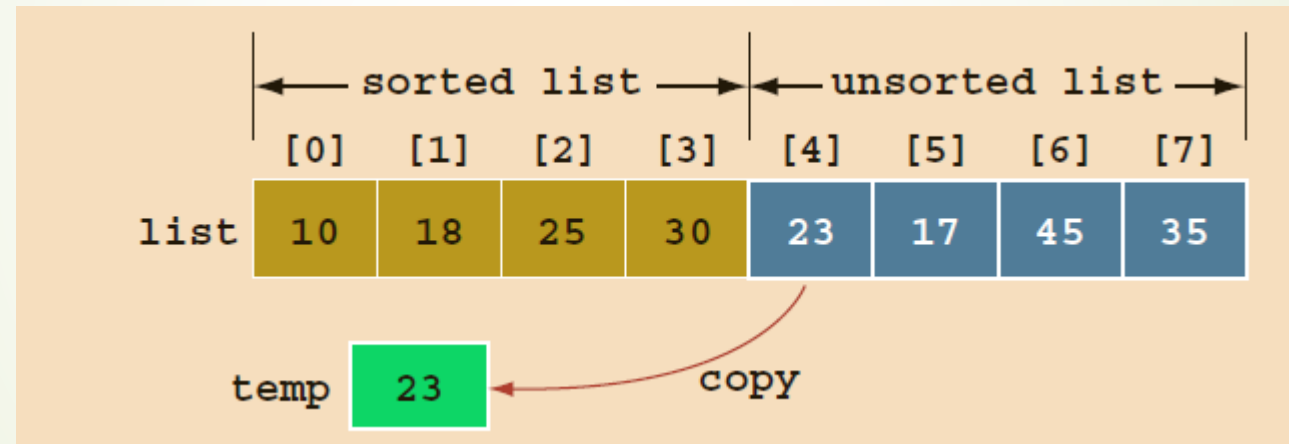 sorted list unsorted list
[0] [1] [2] [3] [4] [5] [6] [7]
list 10 18 25 30 23 17 45 35
temp 23 copy